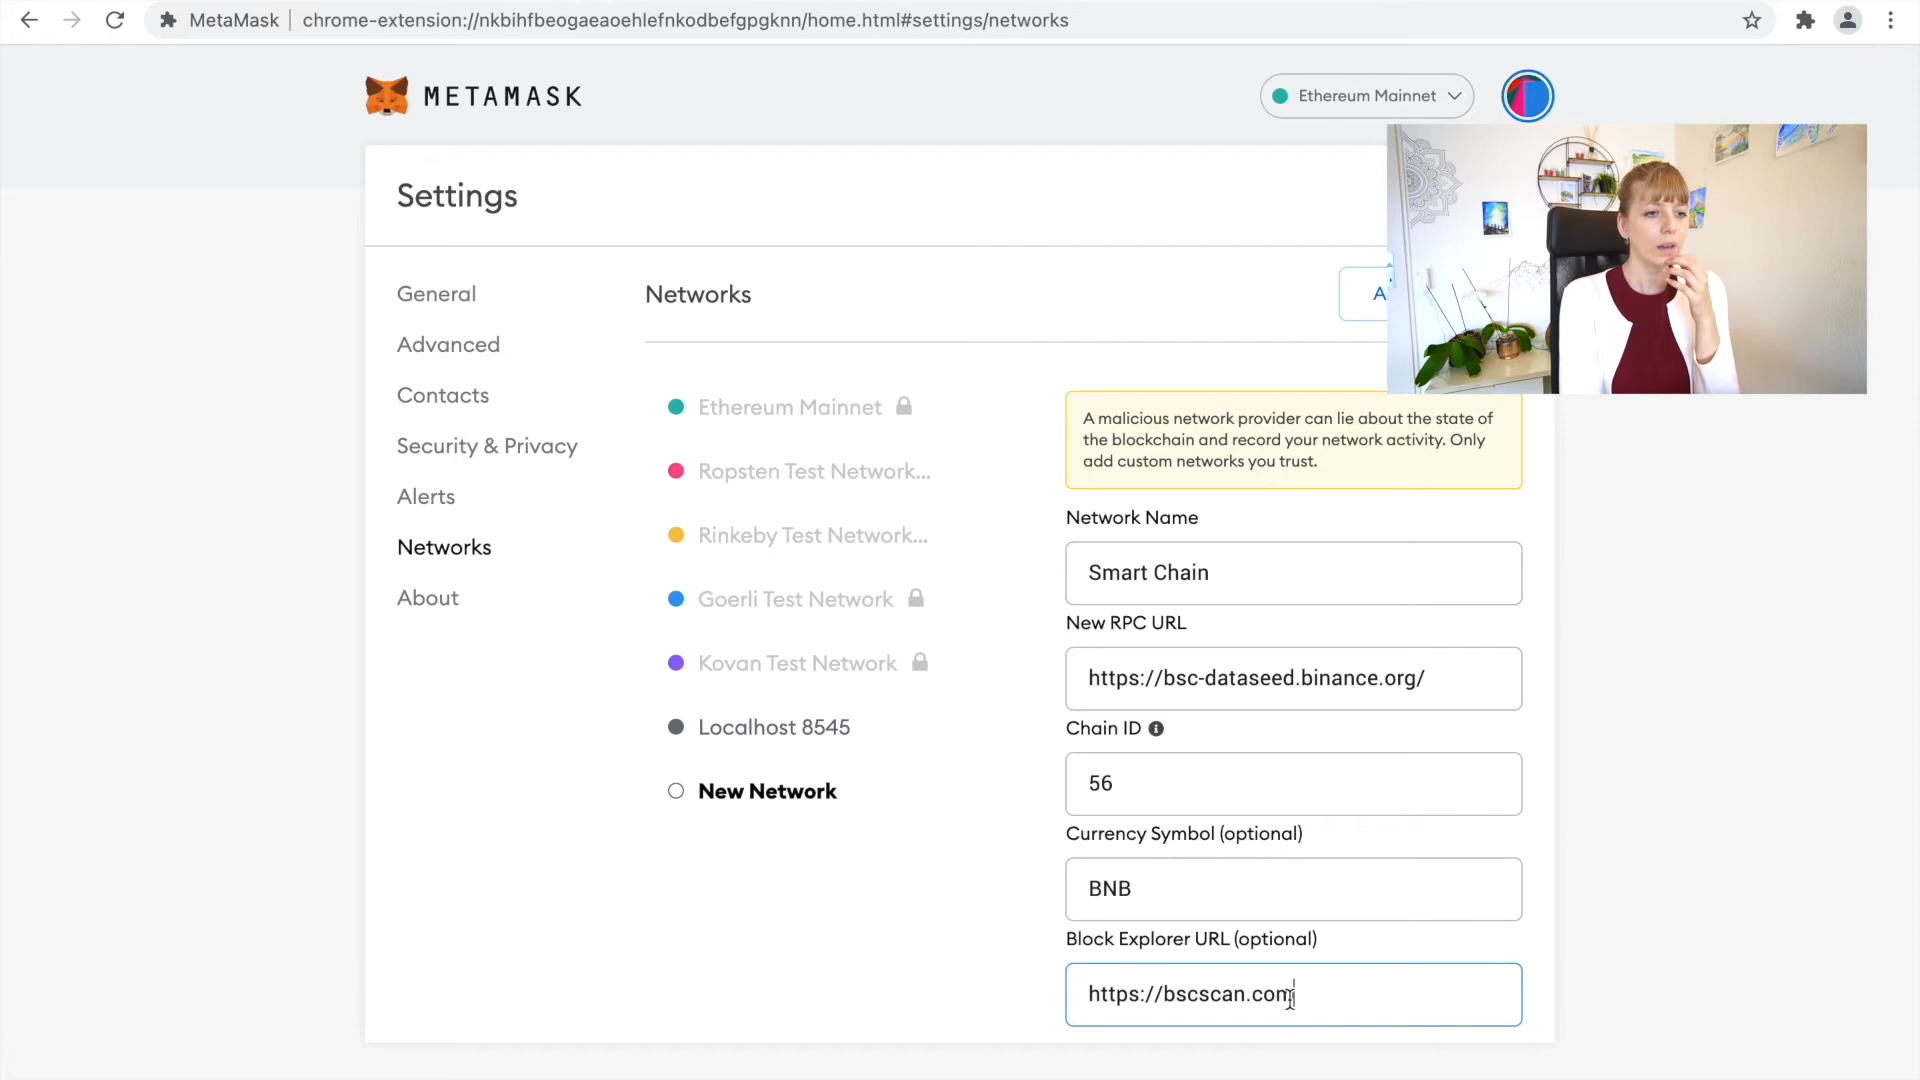 MetaMask | chrome-extension://nkbihfbeogaeaoehlefnkodbefgpgknn/home.html#settings/networks
METAMASK
Ethereum Mainnet
Settings
General
Advanced
Contacts
Security & Privacy
Alerts
Networks
About
Networks
A
Ethereum Mainnet
Ropsten Test Network...
Rinkeby Test Network...
Goerli Test Network
Kovan Test Network
Localhost 8545
New Network
A malicious network provider can lie about the state of
the blockchain and record your network activity. Only
add custom networks you trust.
Network Name
Smart Chain
New RPC URL
https://bsc-dataseed.binance.org/
Chain ID
56
Currency Symbol (optional)
BNB
Block Explorer URL (optional)
https://bscscan.com